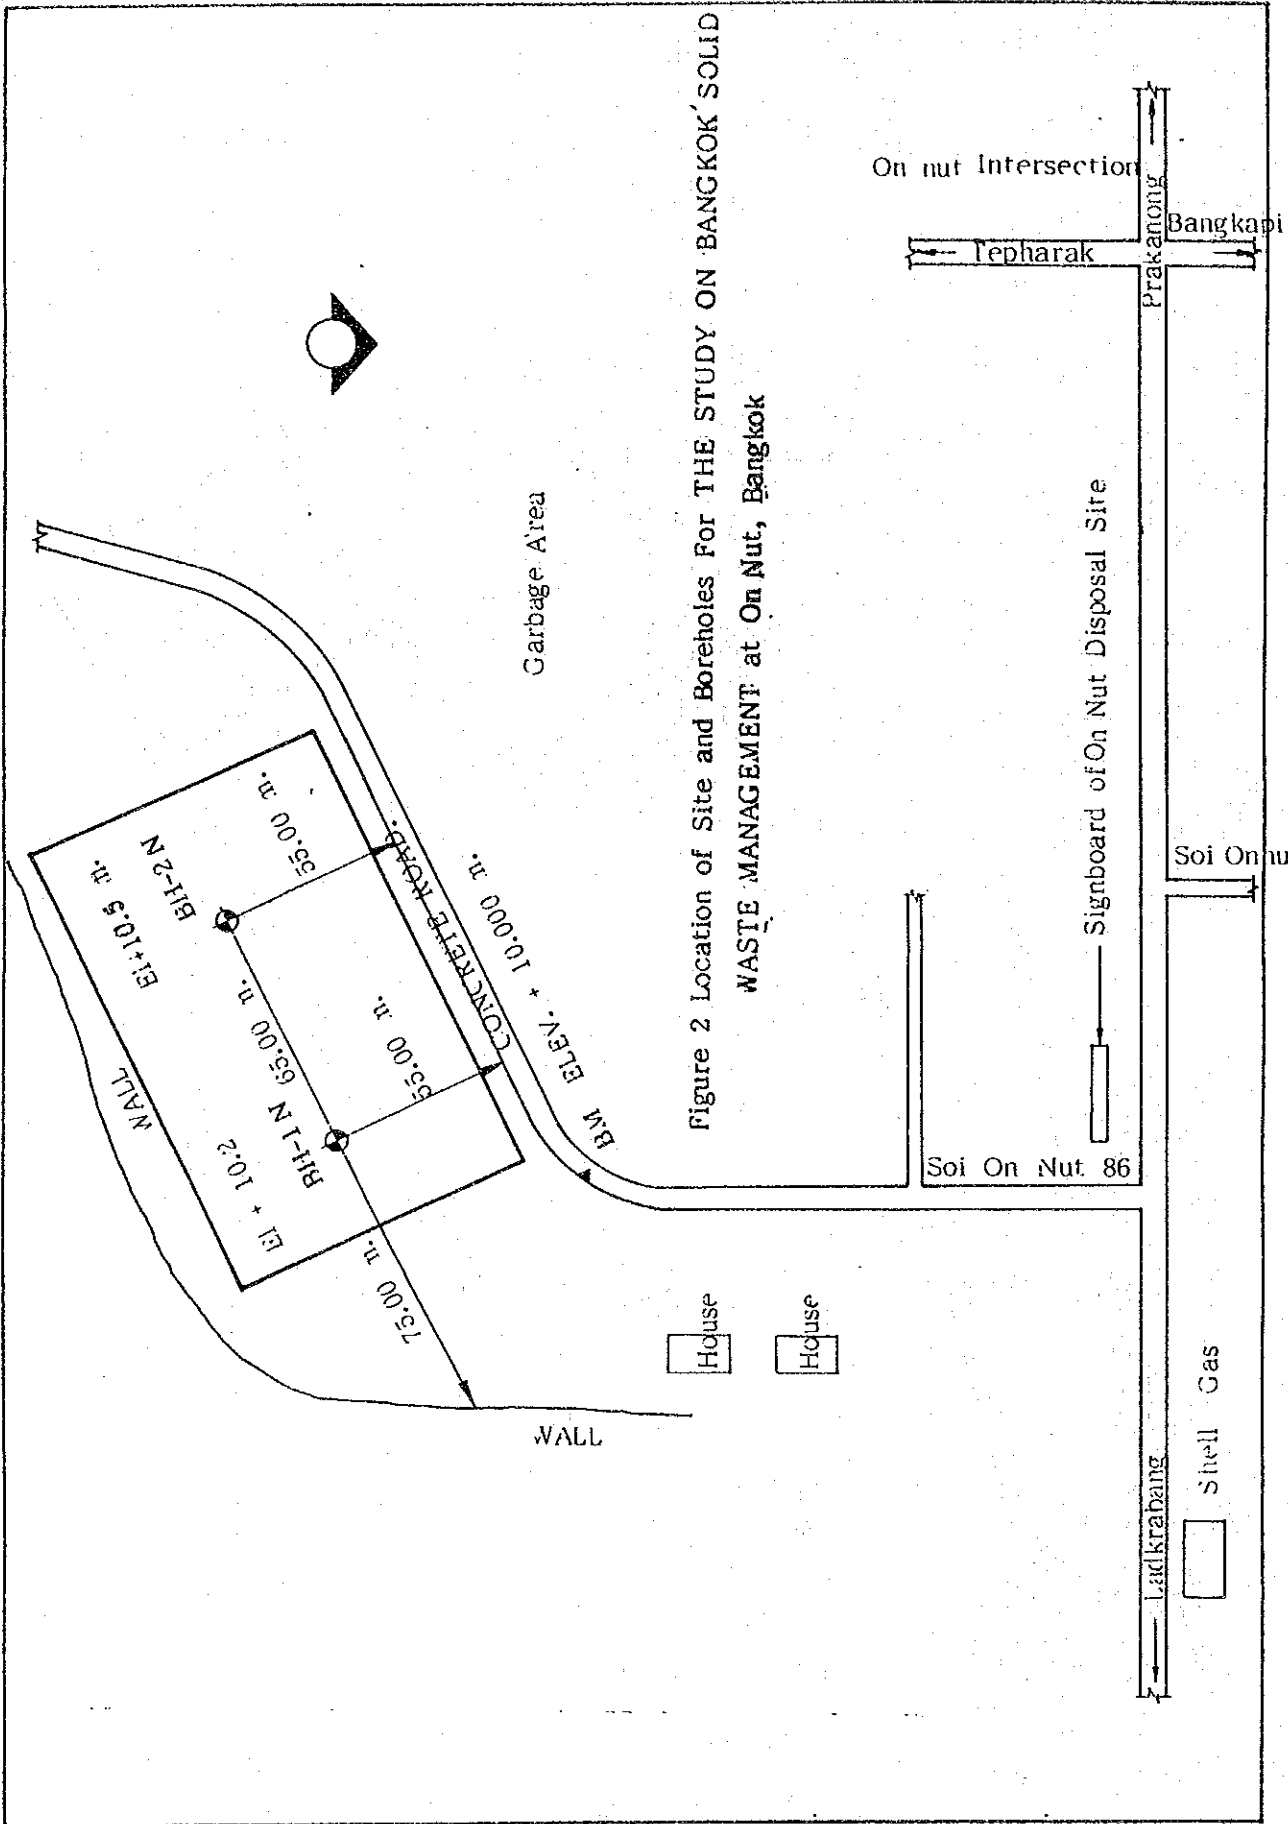 WALL
El+10.5 m.
BH-2 N
55.00 m.
El + 10.2
BH-1 N
65.00 m.
55.00 m.
75.00 m.
CONCRETE ROAD.
BM ELEV. + 10.000 m.
WALL
Garbage Area
House
House
Figure 2 Location of Site and Boreholes For THE STUDY ON BANGKOK' SOLID
WASTE MANAGEMENT at On Nut, Bangkok
On nut Intersection
Tepharak
Prakanong
Bangkapi
Soi On Nut 86
Signboard of On Nut Disposal Site
Soi Onnu
Ladkrabang
Shell Gas